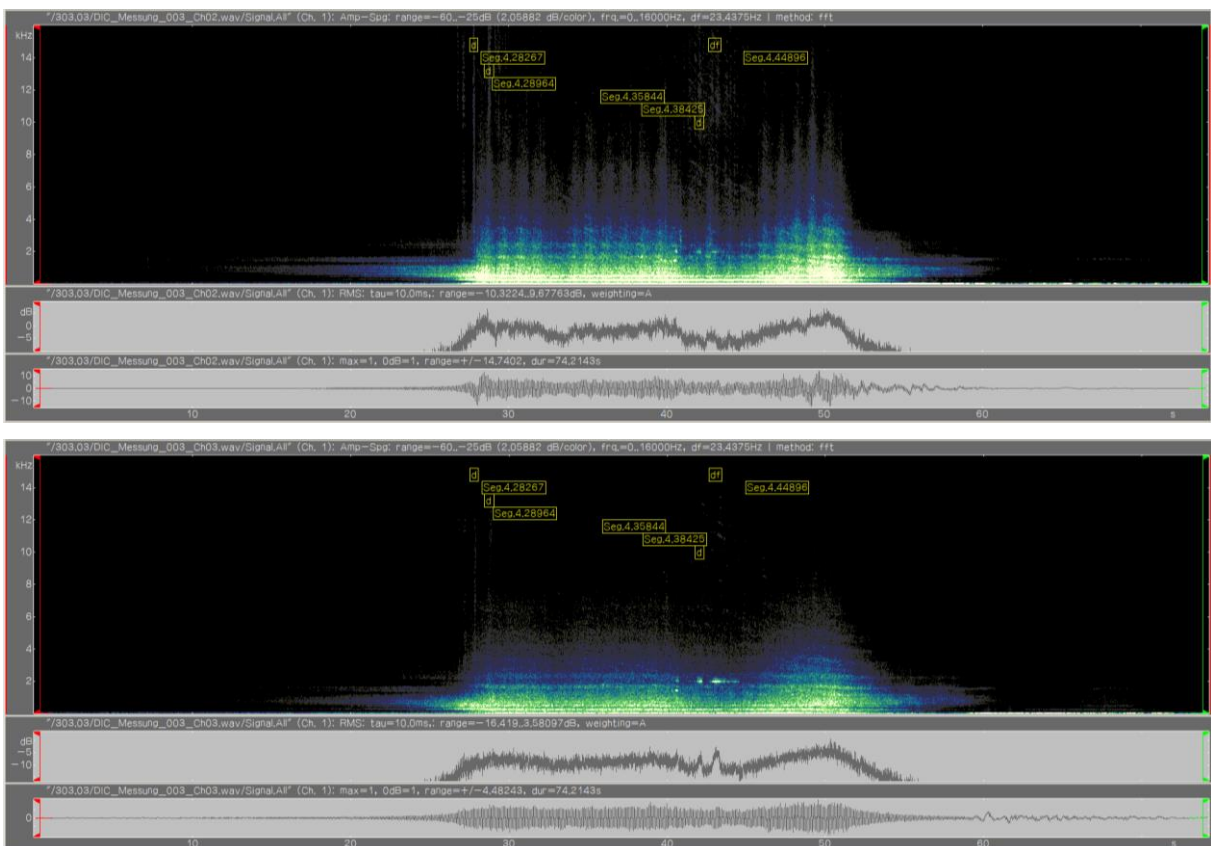 "/303,03/DIC_Messung_003_Ch02.wav/Signal.All" (Ch. 1): Amp-Spg: range=-60..-25dB (2,05882 dB/color), frq.=0..16000Hz, df=23,4375Hz | method: fft
kHz
14
12
10
8
6
4
2
d
df
Seg.4,28267
Seg.4,44896
d
Seg.4,28964
Seg.4,35844
Seg.4,38425
d
"/303,03/DIC_Messung_003_Ch02.wav/Signal.All" (Ch. 1): RMS: tau=10,0ms,: range=-10,3224..9,67763dB, weighting=A
dB
0
-5
"/303,03/DIC_Messung_003_Ch02.wav/Signal.All" (Ch. 1): max=1, 0dB=1, range=+/-14,7402, dur=74,2143s
10
0
-10
10 20 30 40 50 60 s
"/303,03/DIC_Messung_003_Ch03.wav/Signal.All" (Ch. 1): Amp-Spg: range=-60..-25dB (2,05882 dB/color), frq.=0..16000Hz, df=23,4375Hz | method: fft
kHz
14
12
10
8
6
4
2
d
df
Seg.4,28267
Seg.4,44896
d
Seg.4,28964
Seg.4,35844
Seg.4,38425
d
"/303,03/DIC_Messung_003_Ch03.wav/Signal.All" (Ch. 1): RMS: tau=10,0ms,: range=-16,419..3,58097dB, weighting=A
dB
-5
-10
"/303,03/DIC_Messung_003_Ch03.wav/Signal.All" (Ch. 1): max=1, 0dB=1, range=+/-4,48243, dur=74,2143s
0
10 20 30 40 50 60 s